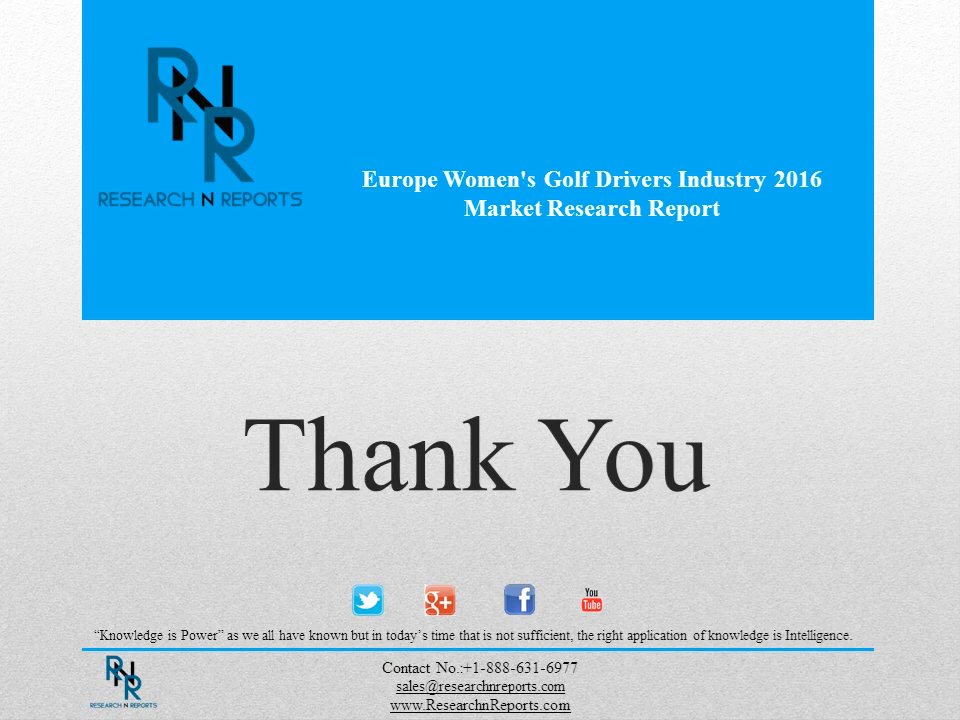 RNR
RESEARCH N REPORTS
Europe Women's Golf Drivers Industry 2016
Market Research Report
Thank You
g+
f
You
Tube
“Knowledge is Power” as we all have known but in today’s time that is not sufficient, the right application of knowledge is Intelligence.
RNR
RESEARCH N REPORTS
Contact No.:+1-888-631-6977
sales@researchnreports.com
www.ResearchnReports.com